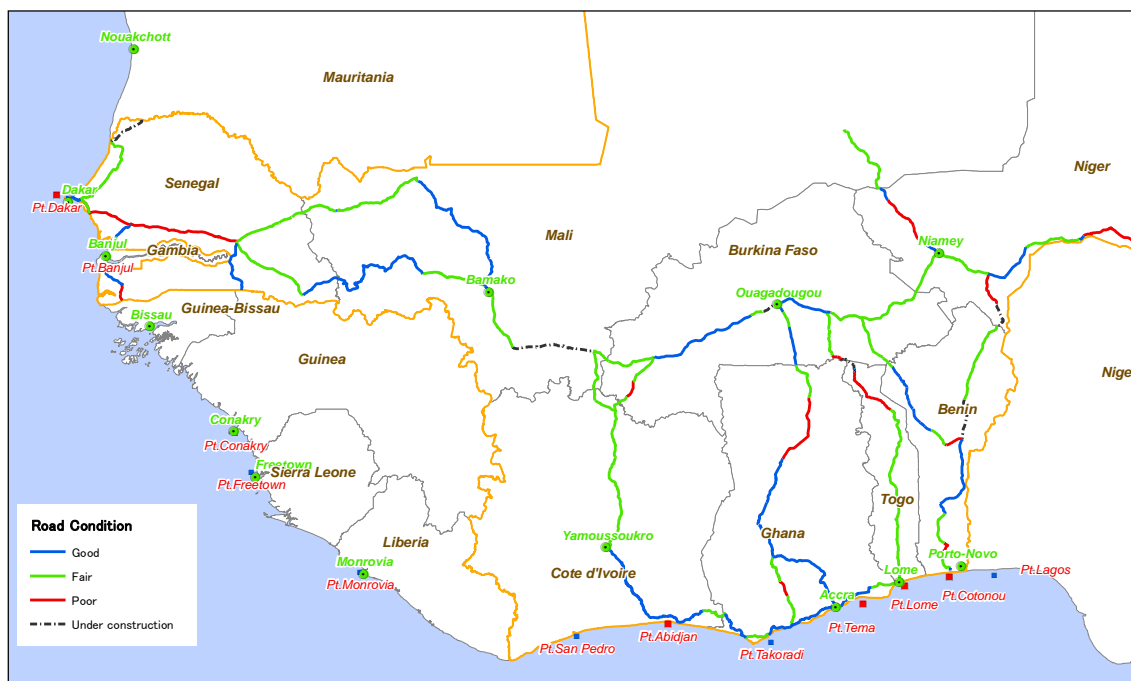 Nouakchott
Mauritania
Senegal
Niger
Dakar
Pt.Dakar
Mali
Banjul
Gâmbia
Pt.Banjul
Burkina Faso
Niamey
Bamako
Ouagadougou
Guinea-Bissau
Bissau
Guinea
Nige
Benin
Conakry
Pt.Conakry
Freetown
Sierra Leone
Pt.Freetown
Togo
Liberia
Yamoussoukro
Ghana
Cote d'Ivoire
Monrovia
Pt.Monrovia
Porto-Novo
Lome
Pt.Lagos
Pt.Cotonou
Accra
Pt.Lome
Pt.Tema
Pt.San Pedro
Pt.Abidjan
Pt.Takoradi
Road Condition
Good
Fair
Poor
Under construction